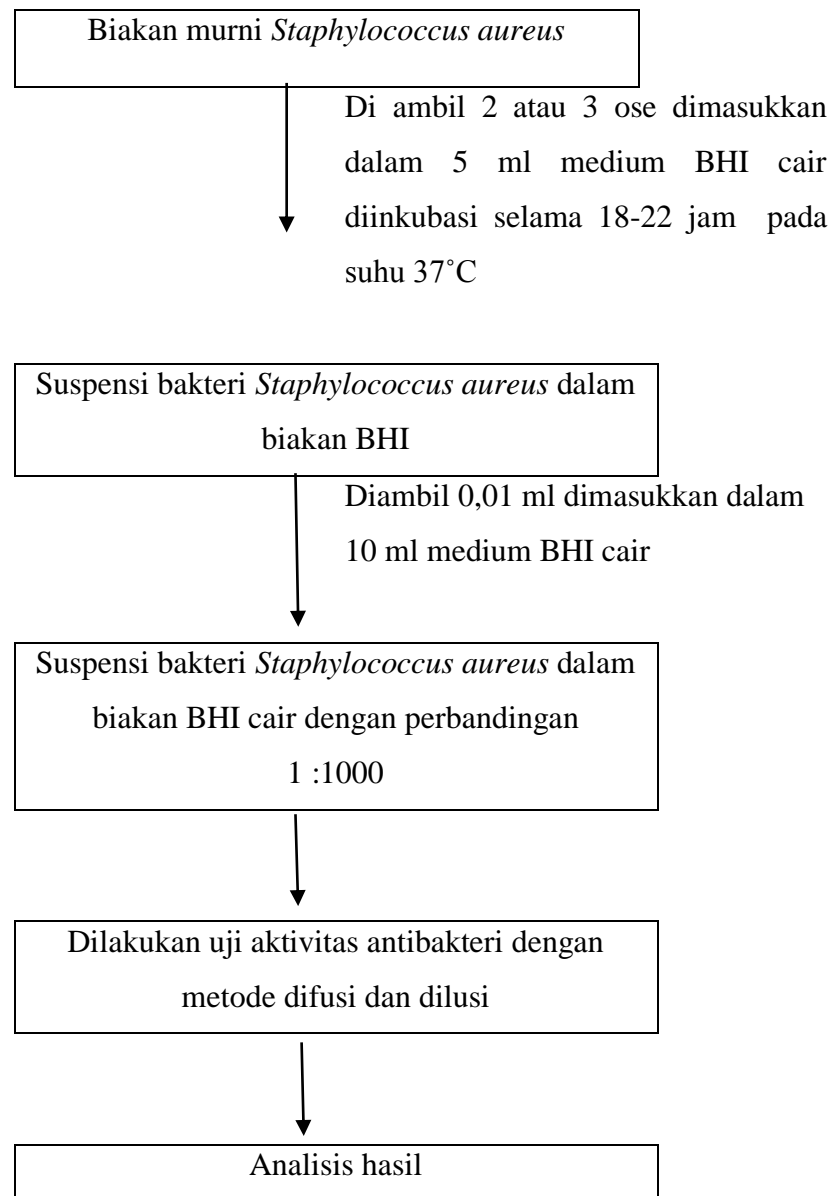 Biakan murni Staphylococcus aureus
Di ambil 2 atau 3 ose dimasukkan
dalam 5 ml medium BHI cair
diinkubasi selama 18-22 jam pada
suhu 37˚C
Suspensi bakteri Staphylococcus aureus dalam
biakan BHI
Diambil 0,01 ml dimasukkan dalam
10 ml medium BHI cair
Suspensi bakteri Staphylococcus aureus dalam
biakan BHI cair dengan perbandingan
1 :1000
Dilakukan uji aktivitas antibakteri dengan
metode difusi dan dilusi
Analisis hasil